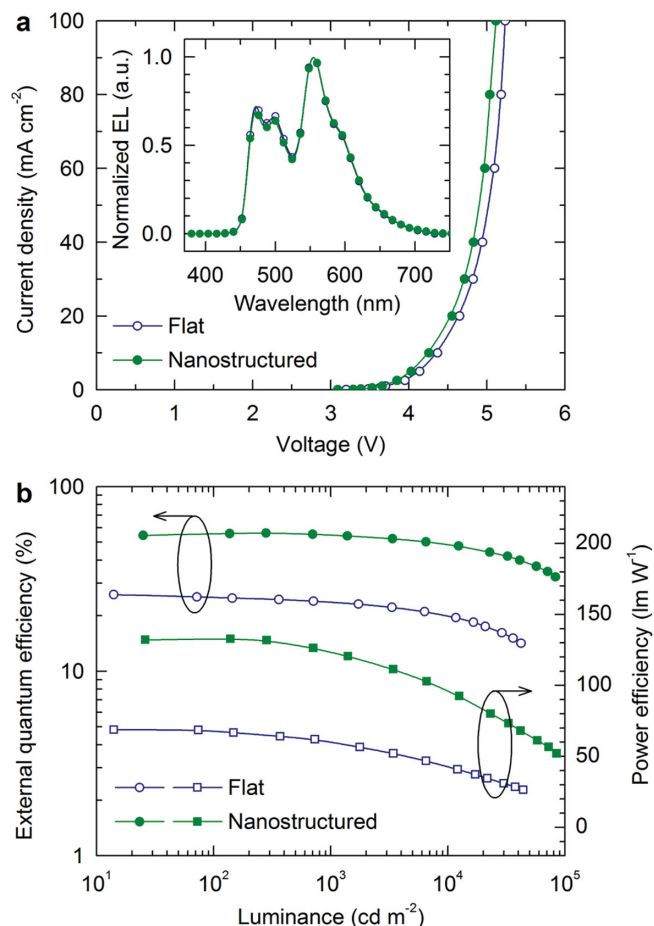 a
Current density (mA cm⁻²)
100
80
60
40
20
0
0 1 2 3 4 5 6
Voltage (V)
Normalized EL (a.u.)
1.0
0.5
0.0
400 500 600 700
Wavelength (nm)
Flat
Nanostructured
b
External quantum efficiency (%)
100
10
1
Power efficiency (lm W⁻¹)
200
150
100
50
0
Flat
Nanostructured
10¹ 10² 10³ 10⁴ 10⁵
Luminance (cd m⁻²)